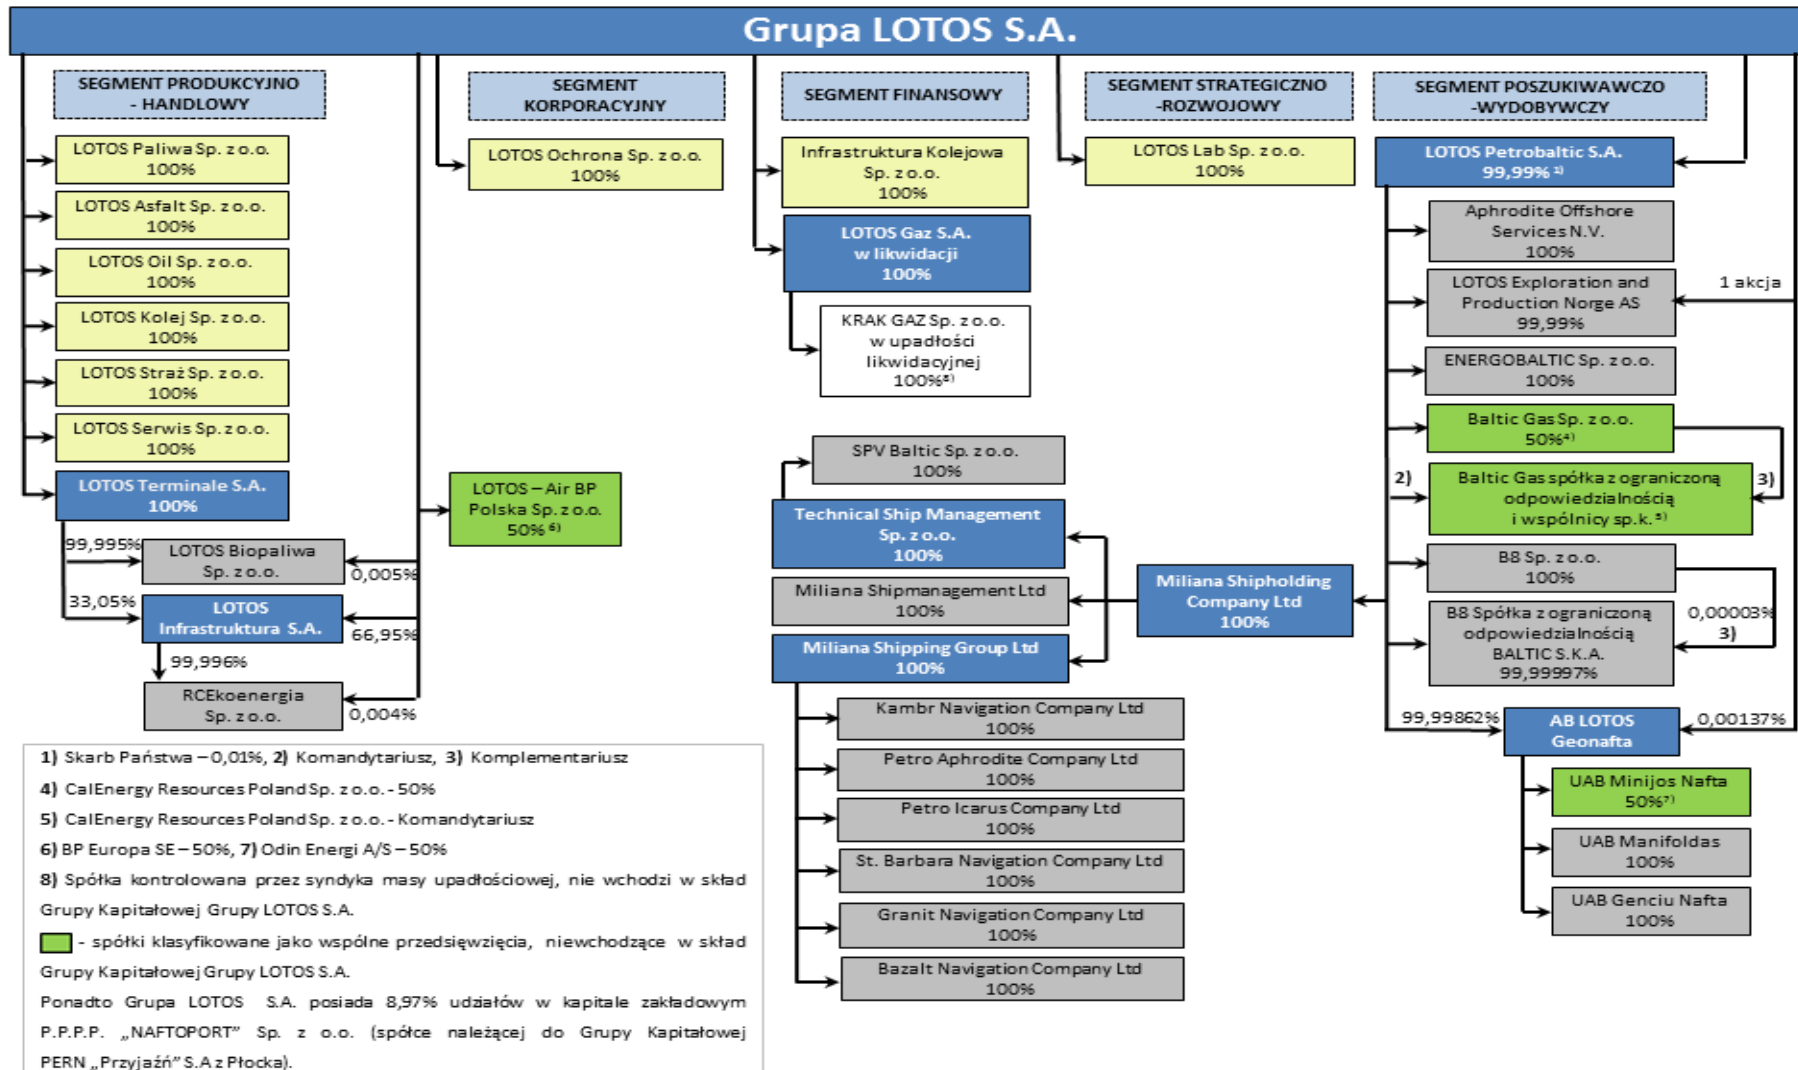 Grupa LOTOS S.A.
SEGMENT PRODUKCYJNO
- HANDLOWY
LOTOS Paliwa Sp. z o.o.
100%
LOTOS Asfalt Sp. z o.o.
100%
LOTOS Oil Sp. z o.o.
100%
LOTOS Kolej Sp. z o.o.
100%
LOTOS Straż Sp. z o.o.
100%
LOTOS Serwis Sp. z o.o.
100%
LOTOS Terminale S.A.
100%
99,995%
LOTOS Biopaliwa
Sp. z o.o.
0,005%
33,05%
LOTOS
Infrastruktura S.A.
66,95%
99,996%
RCEkoenergia
Sp. z o.o.
0,004%
SEGMENT
KORPORACYJNY
LOTOS Ochrona Sp. z o.o.
100%
LOTOS – Air BP
Polska Sp. z o.o.
50% 6)
SEGMENT FINANSOWY
Infrastruktura Kolejowa
Sp. z o.o.
100%
LOTOS Gaz S.A.
w likwidacji
100%
KRAK GAZ Sp. z o.o.
w upadłości
likwidacyjnej
100%8)
SEGMENT STRATEGICZNO
-ROZWOJOWY
LOTOS Lab Sp. z o.o.
100%
SEGMENT POSZUKIWAWCZO
-WYDOBYWCZY
LOTOS Petrobaltic S.A.
99,99% 1)
Aphrodite Offshore
Services N.V.
100%
LOTOS Exploration and
Production Norge AS
99,99%
1 akcja
ENERGOBALTIC Sp. z o.o.
100%
Baltic Gas Sp. z o.o.
50%4)
2)
Baltic Gas spółka z ograniczoną
odpowiedzialnością
i wspólnicy sp.k. 5)
3)
B8 Sp. z o.o.
100%
B8 Spółka z ograniczoną
odpowiedzialnością
BALTIC S.K.A.
99,99997%
0,00003%
3)
99,99862%
AB LOTOS
Geonafta
0,00137%
UAB Minijos Nafta
50%7)
UAB Manifoldas
100%
UAB Genciu Nafta
100%
SPV Baltic Sp. z o.o.
100%
Technical Ship Management
Sp. z o.o.
100%
Miliana Shipmanagement Ltd
100%
Miliana Shipping Group Ltd
100%
Miliana Shipholding
Company Ltd
100%
Kambr Navigation Company Ltd
100%
Petro Aphrodite Company Ltd
100%
Petro Icarus Company Ltd
100%
St. Barbara Navigation Company Ltd
100%
Granit Navigation Company Ltd
100%
Bazalt Navigation Company Ltd
100%
1) Skarb Państwa – 0,01%, 2) Komandytariusz, 3) Komplementariusz
4) CalEnergy Resources Poland Sp. z o.o. - 50%
5) CalEnergy Resources Poland Sp. z o.o. - Komandytariusz
6) BP Europa SE – 50%, 7) Odin Energi A/S – 50%
8) Spółka kontrolowana przez syndyka masy upadłościowej, nie wchodzi w skład
Grupy Kapitałowej Grupy LOTOS S.A.
- spółki klasyfikowane jako wspólne przedsięwzięcia, niewchodzące w skład
Grupy Kapitałowej Grupy LOTOS S.A.
Ponadto Grupa LOTOS S.A. posiada 8,97% udziałów w kapitale zakładowym
P.P.P.P. „NAFTOPORT” Sp. z o.o. (spółce należącej do Grupy Kapitałowej
PERN „Przyjaźń” S.A z Płocka).